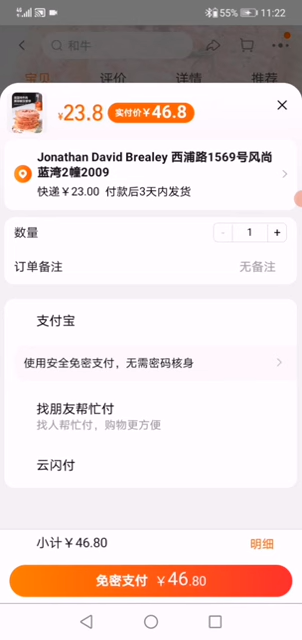 55% 11:22
和牛
宝贝 评价 详情 推荐
¥23.8 实付价¥46.8
Jonathan David Brealey 西浦路1569号风尚
蓝湾2幢2009
快递¥23.00 付款后3天内发货
数量 - 1 +
订单备注 无备注
支付宝
使用安全免密支付，无需密码核身
找朋友帮忙付
找人帮忙付，购物更方便
云闪付
小计¥46.80 明细
免密支付 ¥46.80